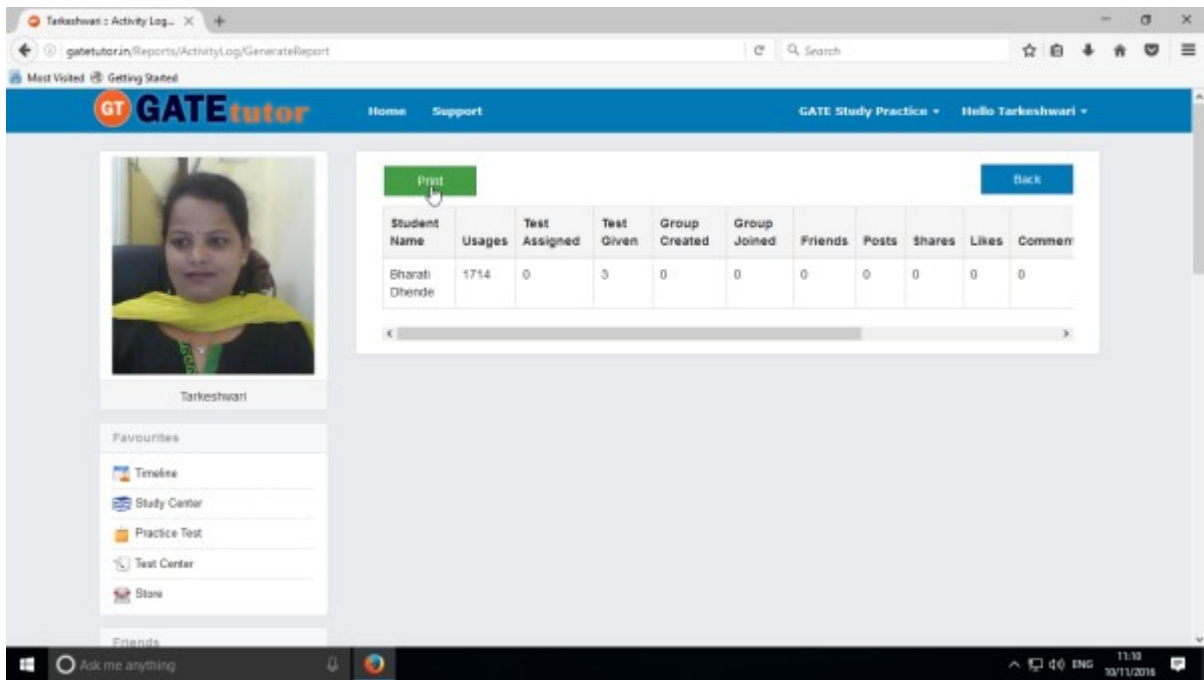 Tarkeshwari :: Activity Log...
gatetutor.in/Reports/ActivityLog/GenerateReport
Search
Most Visited Getting Started
GT GATEtutor Home Support GATE Study Practice Hello Tarkeshwari
Print Back
Student Name Usages Test Assigned Test Given Group Created Group Joined Friends Posts Shares Likes Commen
Bharati Dhende 1714 0 3 0 0 0 0 0 0 0
Tarkeshwari
Favourites
Timeline
Study Center
Practice Test
Test Center
Store
Friends
Ask me anything
ENG 11:10
10/11/2016